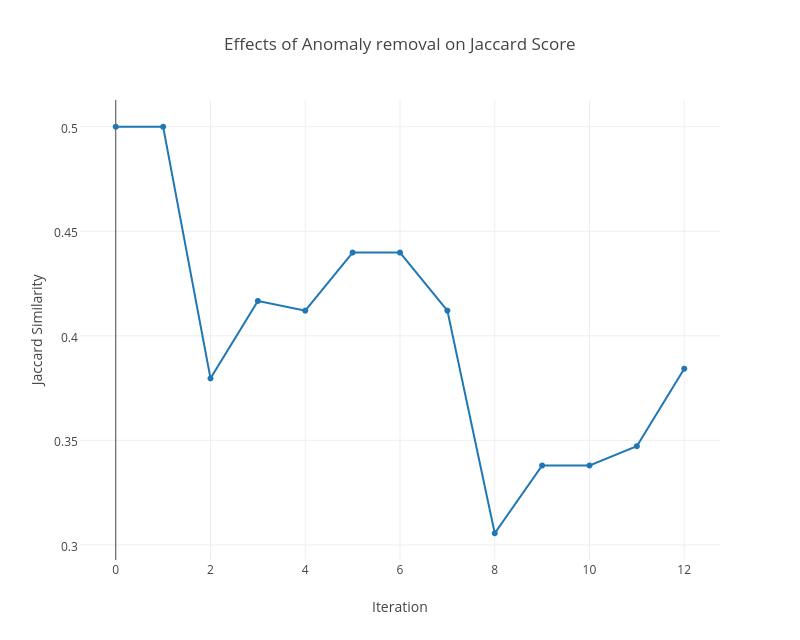 Effects of Anomaly removal on Jaccard Score
0.5
0.45
0.4
0.35
0.3
Jaccard Similarity
0 2 4 6 8 10 12
Iteration